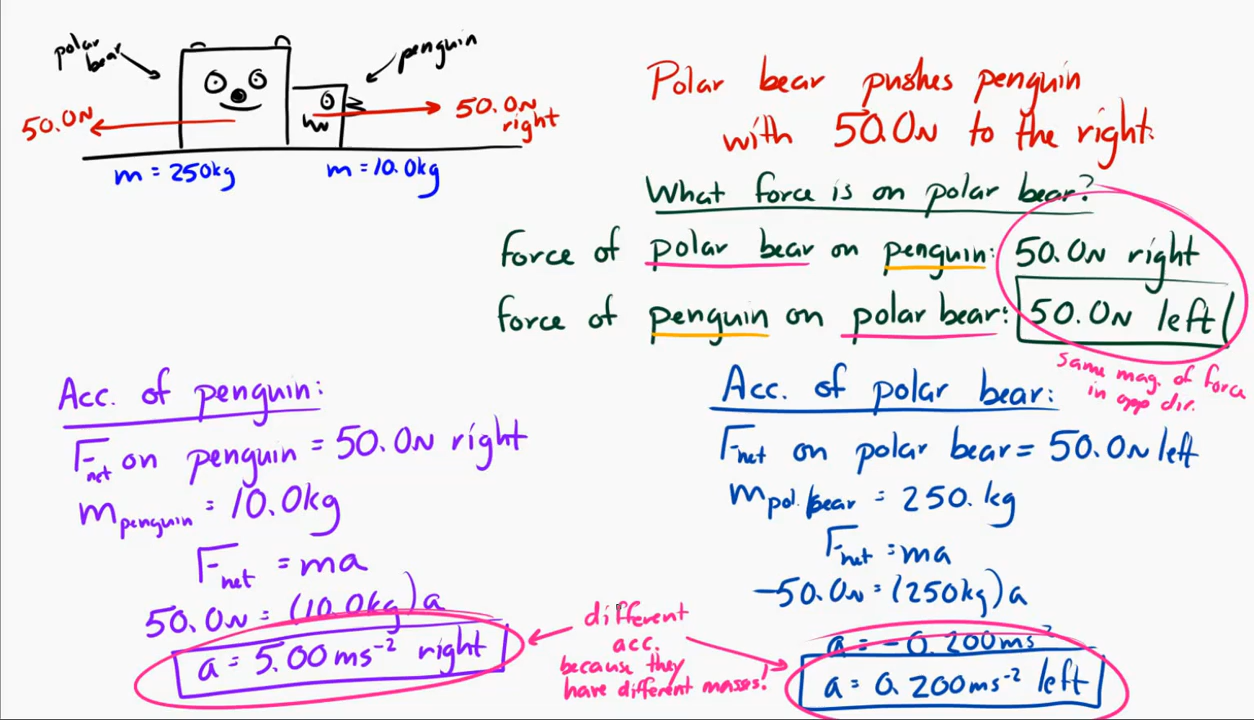 polar
bear
penguin
50.0N
50.0N
right
m = 250kg
m = 10.0kg
Polar bear pushes penguin
with 50.0N to the right.
What force is on polar bear?
force of polar bear on penguin: 50.0N right
force of penguin on polar bear: 50.0N left
same mag. of force
in opp dir.
Acc. of penguin:
Fnet on penguin = 50.0N right
mpenguin = 10.0kg
Fnet = ma
50.0N = (10.0kg)a
a = 5.00ms⁻² right
different
acc.
because they
have different masses!
Acc. of polar bear:
Fnet on polar bear = 50.0N left
mpol.bear = 250.kg
Fnet = ma
-50.0N = (250kg)a
a = -0.200ms⁻²
a = 0.200ms⁻² left